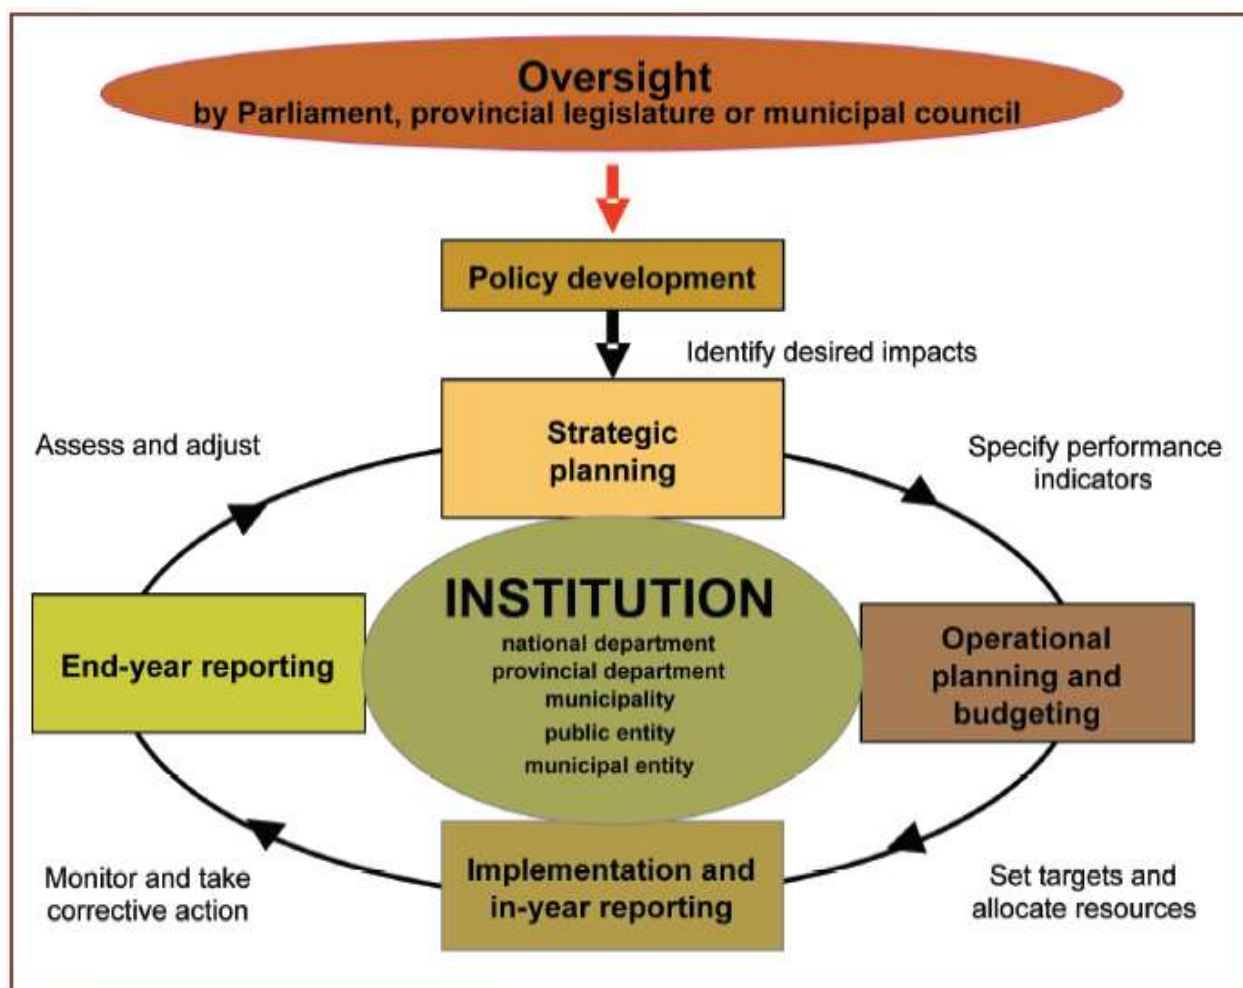 Oversight
by Parliament, provincial legislature or municipal council
Policy development
Identify desired impacts
Strategic
planning
Assess and adjust
Specify performance
indicators
INSTITUTION
national department
provincial department
municipality
public entity
municipal entity
End-year reporting
Operational
planning and
budgeting
Implementation and
in-year reporting
Monitor and take
corrective action
Set targets and
allocate resources